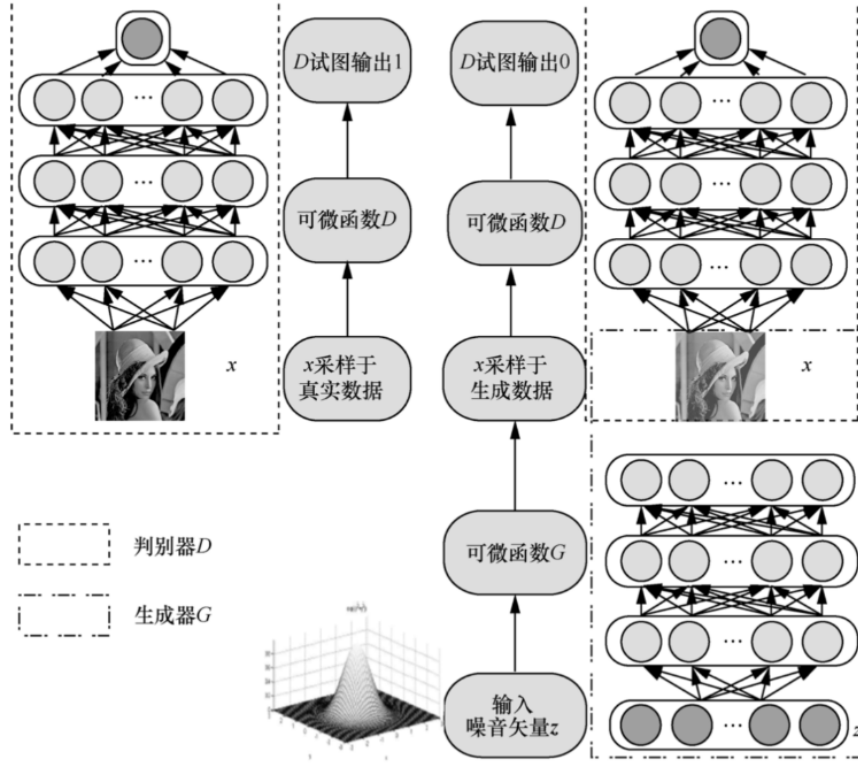 D试图输出1
D试图输出0
…
…
可微函数D
可微函数D
…
…
…
…
x
x采样于
真实数据
x采样于
生成数据
x
…
判别器D
可微函数G
…
生成器G
…
输入
噪音矢量z
…
z